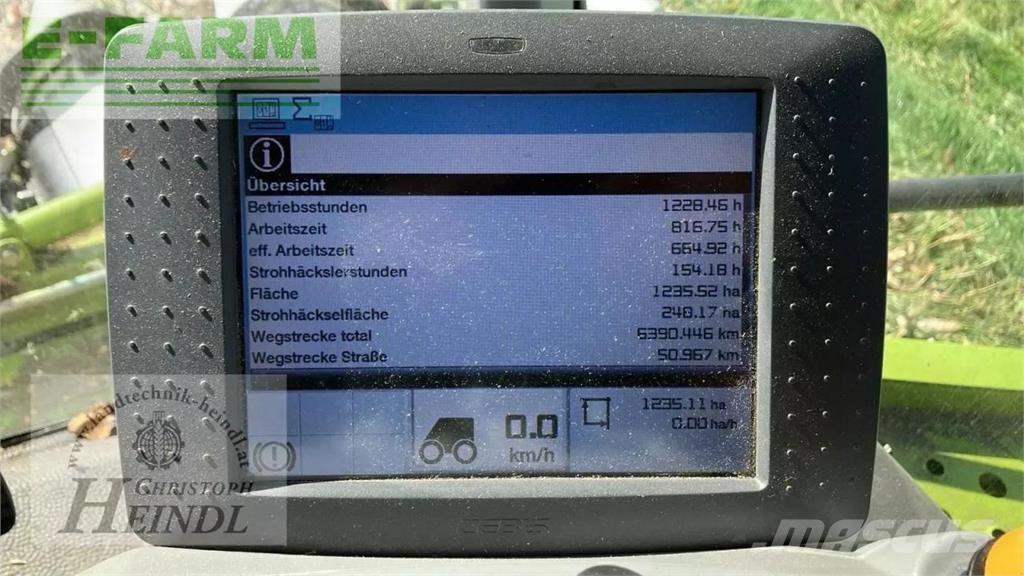 E-FARM
Übersicht
Betriebsstunden 1228.46 h
Arbeitszeit 816.75 h
eff. Arbeitszeit 664.92 h
Strohhäckslerstunden 154.18 h
Fläche 1235.52 ha
Strohhäckselfläche 240.17 ha
Wegstrecke total 5390.446 km
Wegstrecke Straße 50.967 km
0.0
km/h
1235.11 ha
0.00 ha/h
CEBIS
www.landtechnik-heindl.at
CHRISTOPH
HEINDL
MASCUS